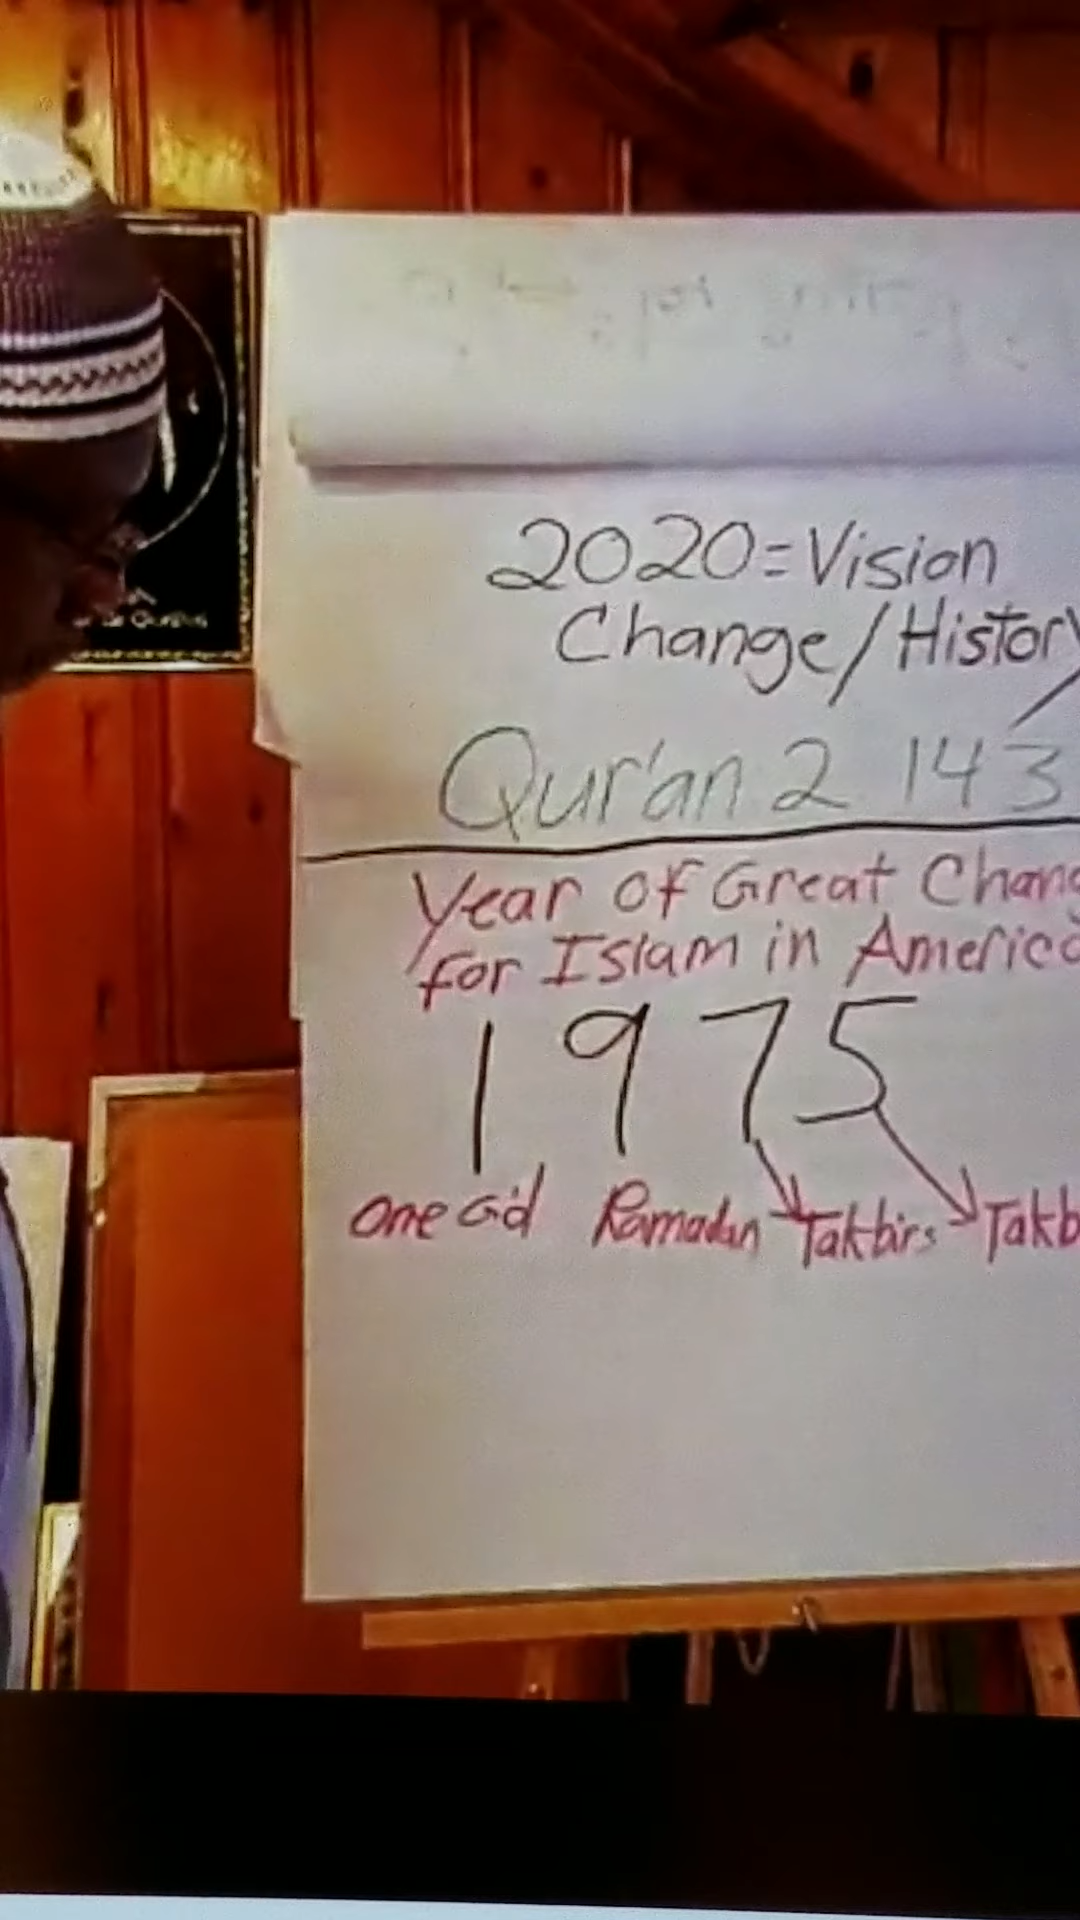 2020=Vision
Change/History
Qur'an 2 143
Year of Great Chang
for Islam in America
1975
one Ramadan Takbirs Takb